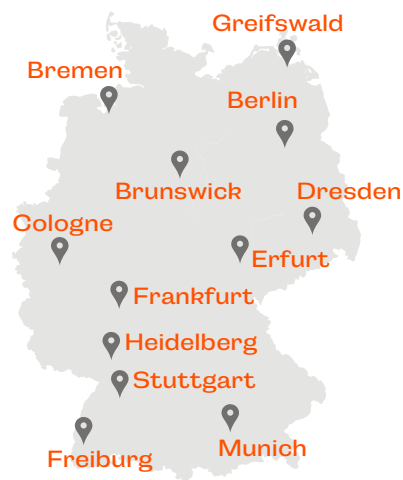 Greifswald
Bremen
Berlin
Brunswick
Dresden
Cologne
Erfurt
Frankfurt
Heidelberg
Stuttgart
Munich
Freiburg